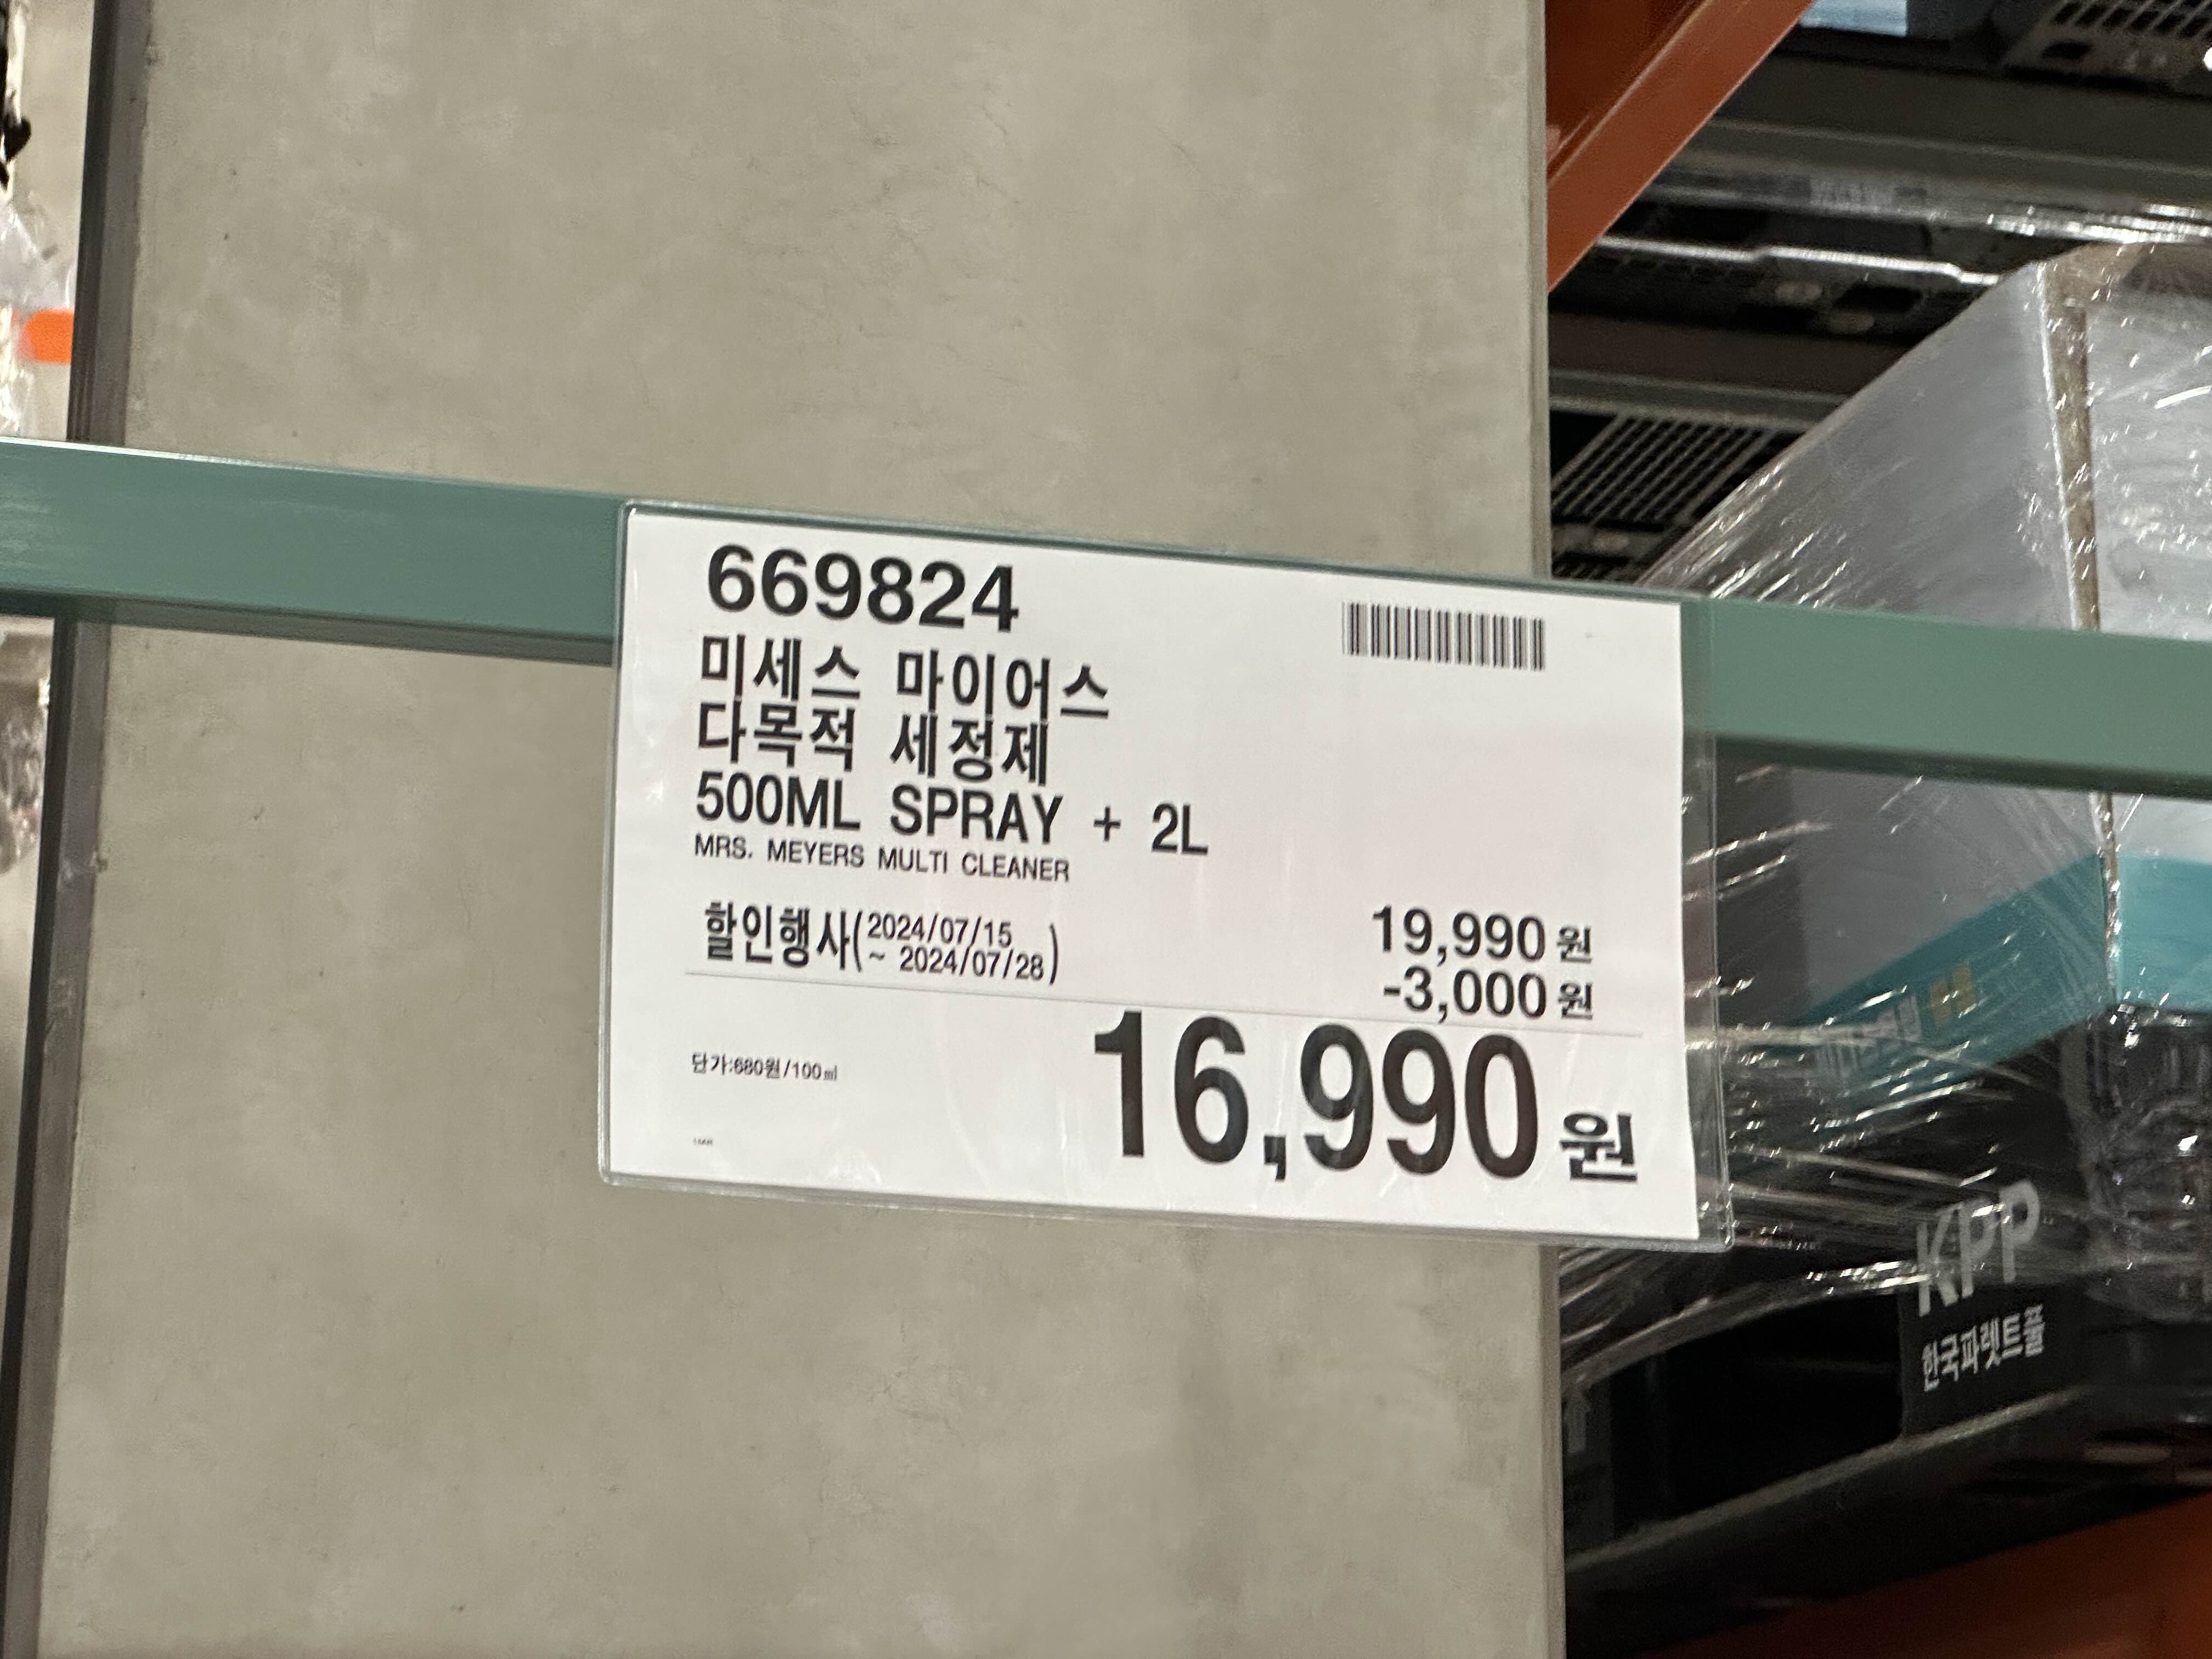 669824
미세스 마이어스
다목적 세정제
500ML SPRAY + 2L
MRS. MEYERS MULTI CLEANER
할인행사(2024/07/15
~ 2024/07/28)
19,990 원
-3,000 원
16,990 원
단가:680원/100㎖
KPP
한국파렛트풀